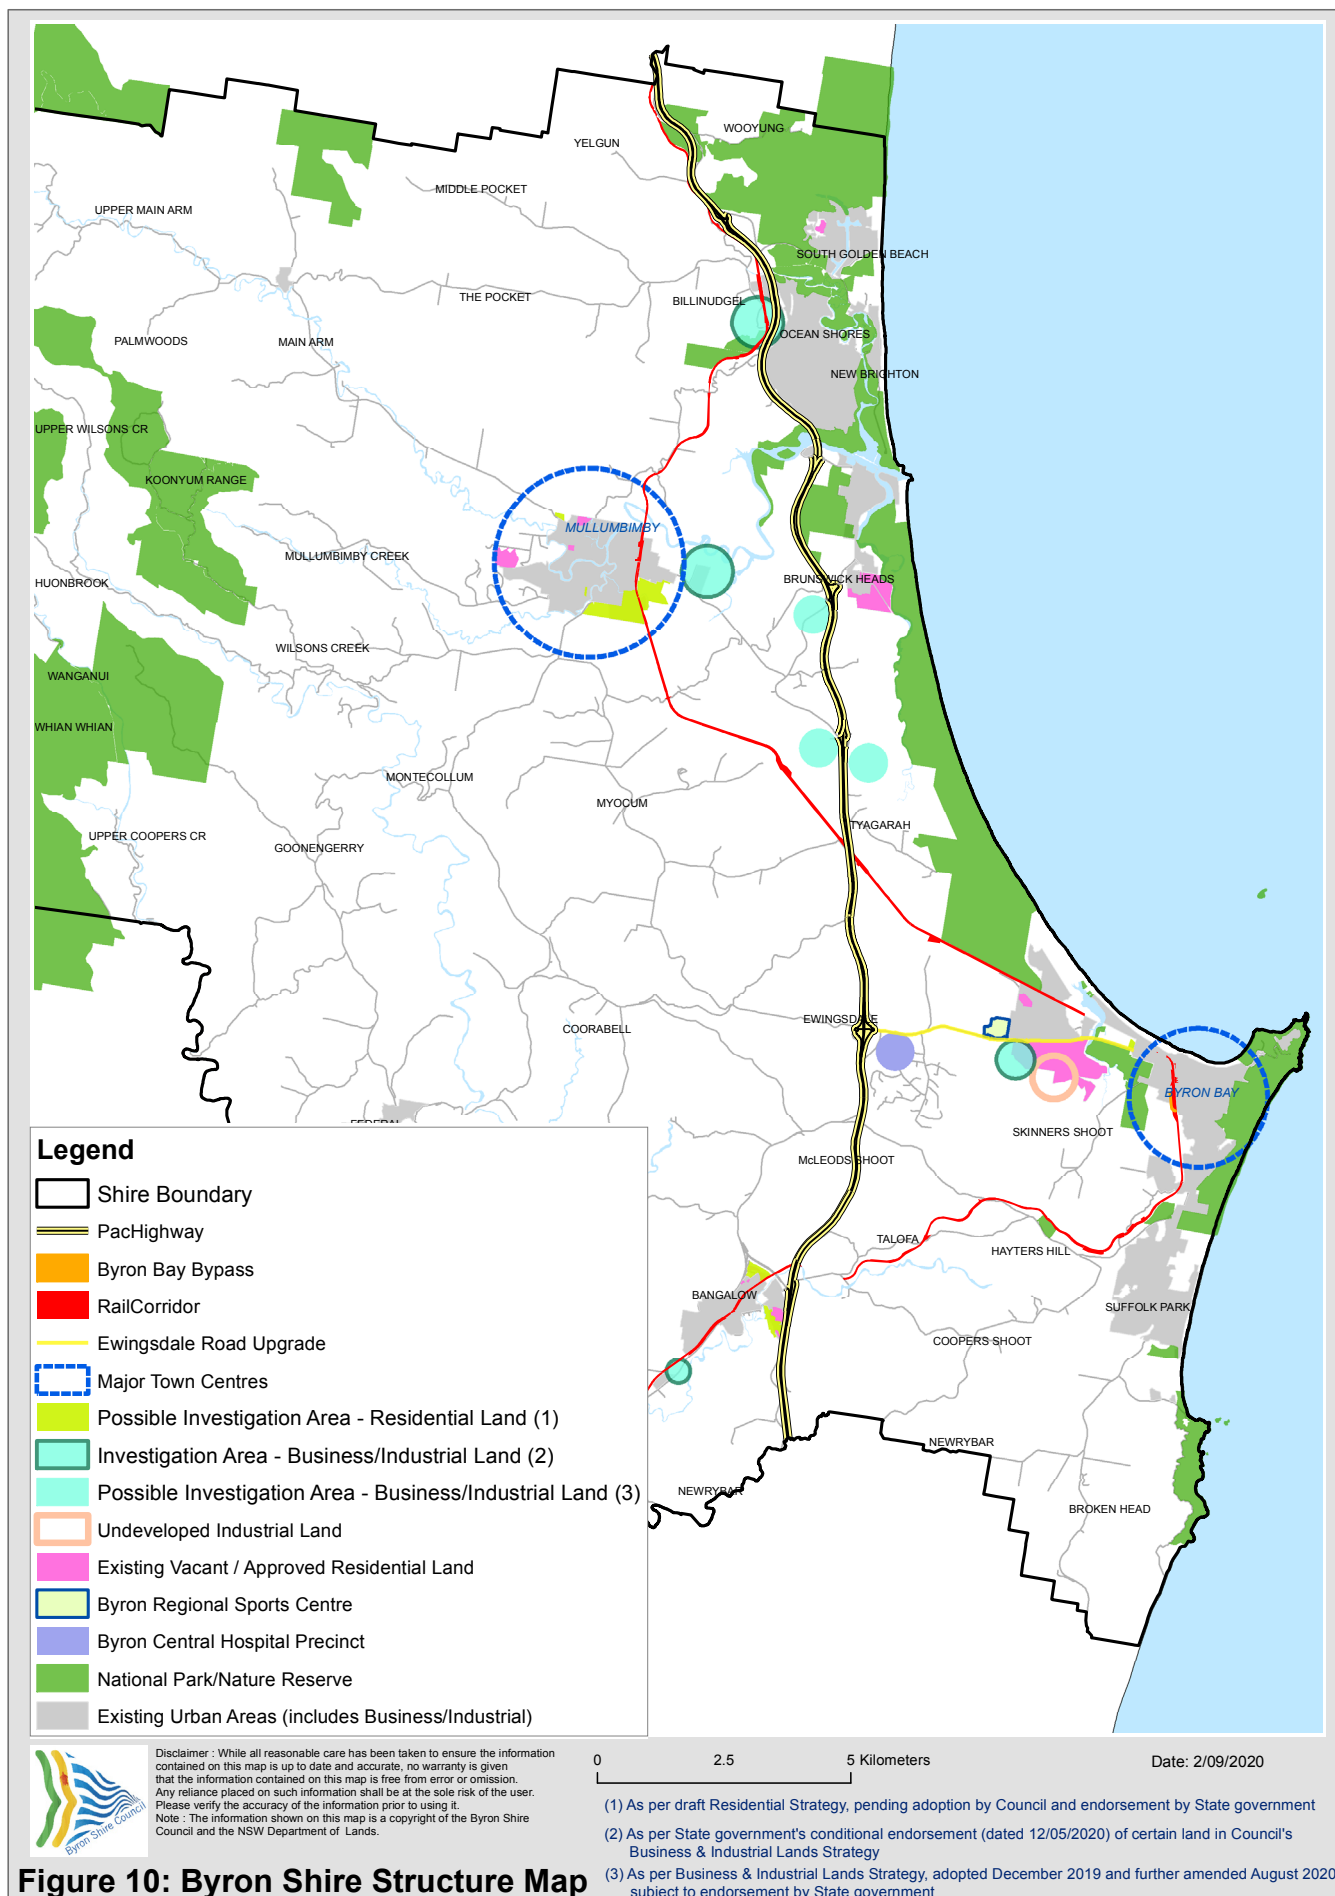 WOOYUNG
YELGUN
MIDDLE POCKET
UPPER MAIN ARM
SOUTH GOLDEN BEACH
THE POCKET
BILLINUDGEL
OCEAN SHORES
PALMWOODS
MAIN ARM
NEW BRIGHTON
UPPER WILSONS CR
KOONYUM RANGE
MULLUMBIMBY
MULLUMBIMBY CREEK
HUONBROOK
BRUNSWICK HEADS
WILSONS CREEK
WANGANUI
WHIAN WHIAN
MONTECOLLUM
MYOCUM
TYAGARAH
UPPER COOPERS CR
GOONENGERRY
EWINGSDALE
COORABELL
BYRON BAY
FEDERAL
SKINNERS SHOOT
McLEODS SHOOT
TALOFA
HAYTERS HILL
BANGALOW
SUFFOLK PARK
COOPERS SHOOT
NEWRYBAR
NEWRYBAR
BROKEN HEAD
Legend
Shire Boundary
PacHighway
Byron Bay Bypass
RailCorridor
Ewingsdale Road Upgrade
Major Town Centres
Possible Investigation Area - Residential Land (1)
Investigation Area - Business/Industrial Land (2)
Possible Investigation Area - Business/Industrial Land (3)
Undeveloped Industrial Land
Existing Vacant / Approved Residential Land
Byron Regional Sports Centre
Byron Central Hospital Precinct
National Park/Nature Reserve
Existing Urban Areas (includes Business/Industrial)
Byron Shire Council
Disclaimer : While all reasonable care has been taken to ensure the information
contained on this map is up to date and accurate, no warranty is given
that the information contained on this map is free from error or omission.
Any reliance placed on such information shall be at the sole risk of the user.
Please verify the accuracy of the information prior to using it.
Note : The information shown on this map is a copyright of the Byron Shire
Council and the NSW Department of Lands.
0 2.5 5 Kilometers
Date: 2/09/2020
(1) As per draft Residential Strategy, pending adoption by Council and endorsement by State government
(2) As per State government's conditional endorsement (dated 12/05/2020) of certain land in Council's
Business & Industrial Lands Strategy
(3) As per Business & Industrial Lands Strategy, adopted December 2019 and further amended August 2020
subject to endorsement by State government
Figure 10: Byron Shire Structure Map